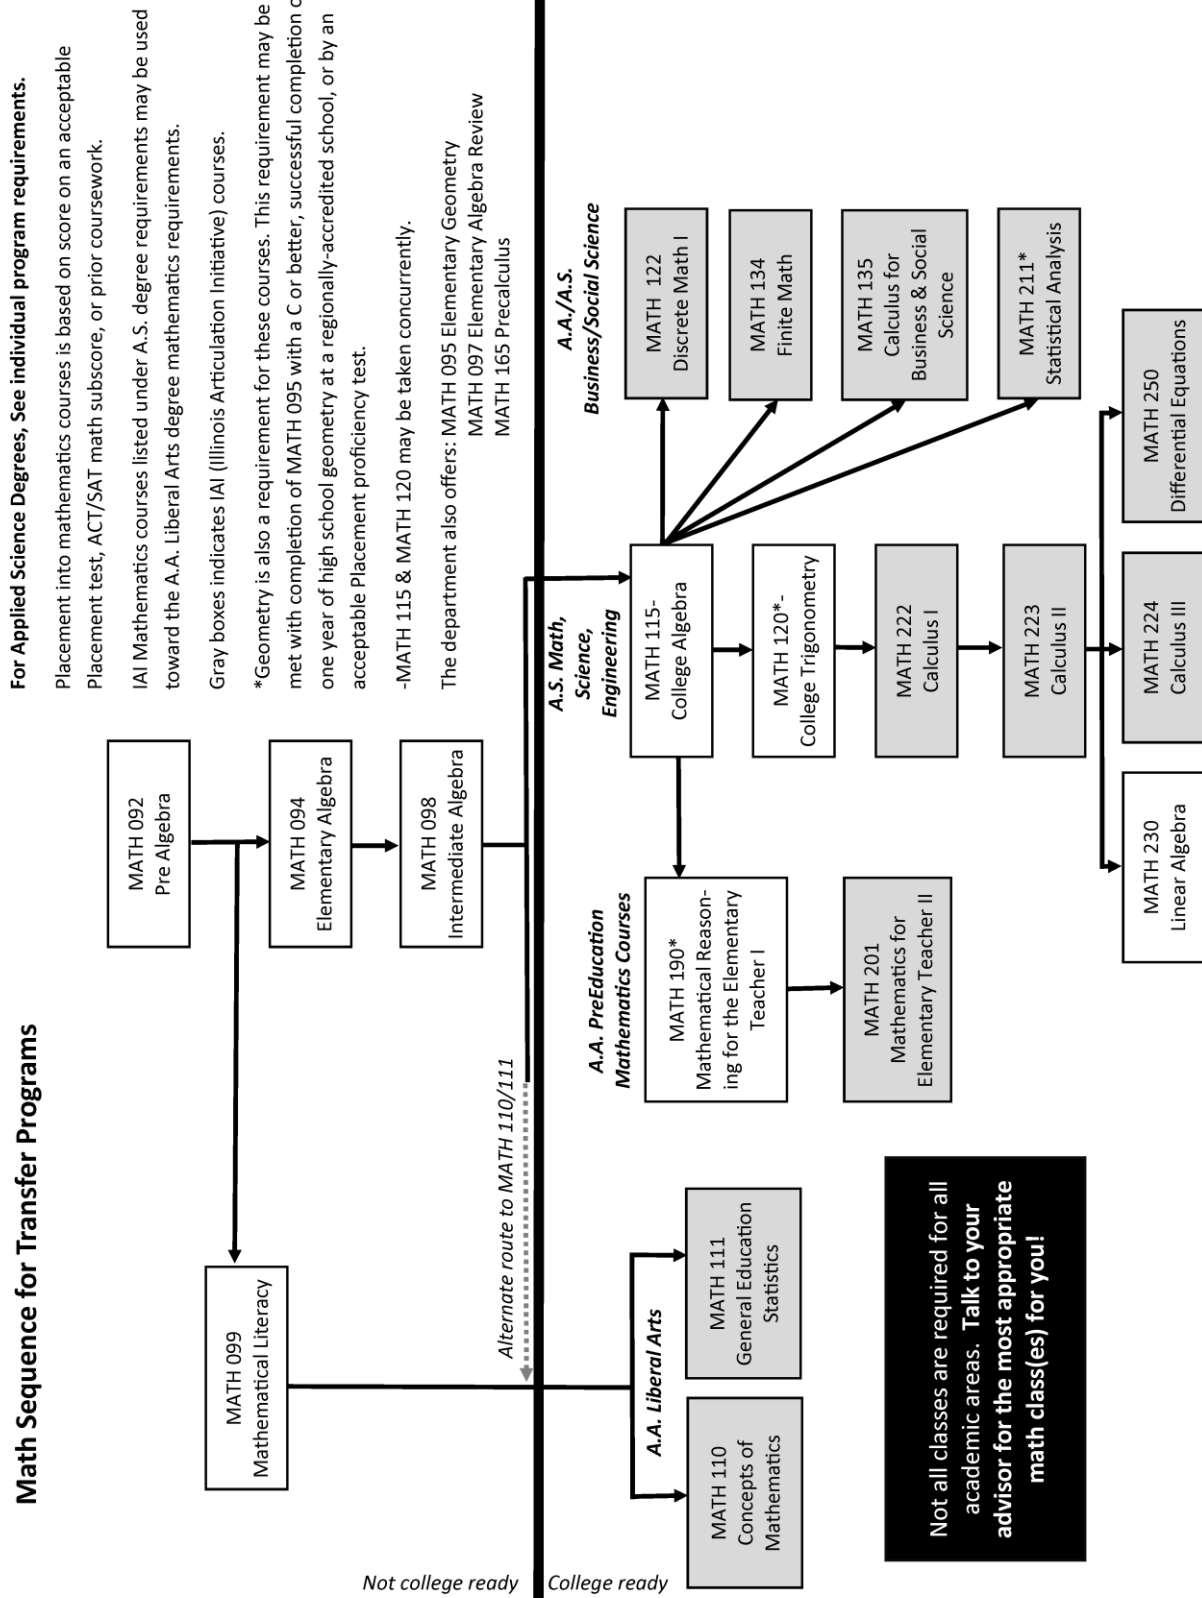 Math Sequence for Transfer Programs
For Applied Science Degrees, See individual program requirements.
Placement into mathematics courses is based on score on an acceptable
Placement test, ACT/SAT math subscore, or prior coursework.
IAI Mathematics courses listed under A.S. degree requirements may be used
toward the A.A. Liberal Arts degree mathematics requirements.
Gray boxes indicates IAI (Illinois Articulation Initiative) courses.
*Geometry is also a requirement for these courses. This requirement may be
met with completion of MATH 095 with a C or better, successful completion
one year of high school geometry at a regionally-accredited school, or by an
acceptable Placement proficiency test.
-MATH 115 & MATH 120 may be taken concurrently.
The department also offers: MATH 095 Elementary Geometry
MATH 097 Elementary Algebra Review
MATH 165 Precalculus
MATH 092
Pre Algebra
MATH 099
Mathematical Literacy
MATH 094
Elementary Algebra
MATH 098
Intermediate Algebra
Alternate route to MATH 110/111
Not college ready
College ready
A.A. Liberal Arts
MATH 110
Concepts of
Mathematics
MATH 111
General Education
Statistics
A.A. PreEducation
Mathematics Courses
MATH 190*
Mathematical Reason-
ing for the Elementary
Teacher I
MATH 201
Mathematics for
Elementary Teacher II
A.S. Math,
Science,
Engineering
MATH 115-
College Algebra
MATH 120*-
College Trigonometry
MATH 222
Calculus I
MATH 223
Calculus II
MATH 230
Linear Algebra
MATH 224
Calculus III
MATH 250
Differential Equations
A.A./A.S.
Business/Social Science
MATH 122
Discrete Math I
MATH 134
Finite Math
MATH 135
Calculus for
Business & Social
Science
MATH 211*
Statistical Analysis
Not all classes are required for all
academic areas. Talk to your
advisor for the most appropriate
math class(es) for you!